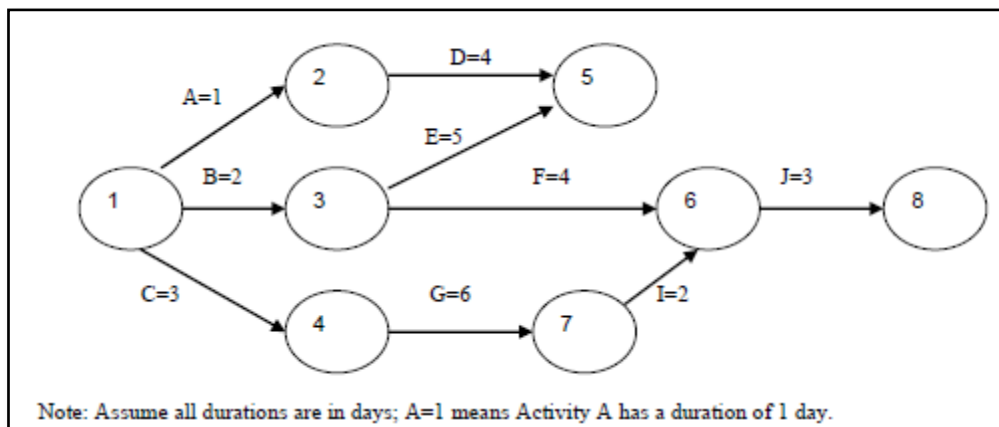 D=4
2
5
A=1
E=5
B=2
F=4
J=3
1
3
6
8
C=3
G=6
I=2
4
7
Note: Assume all durations are in days; A=1 means Activity A has a duration of 1 day.